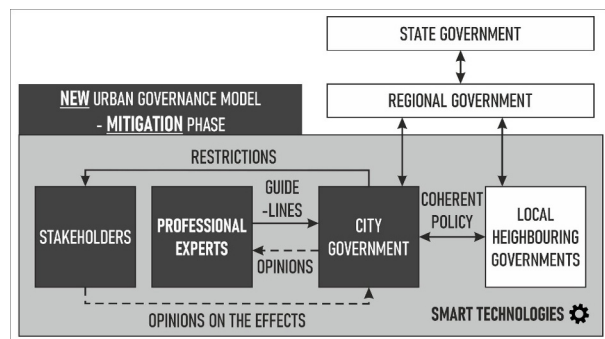 STATE GOVERNMENT
NEW URBAN GOVERNANCE MODEL
- MITIGATION PHASE
REGIONAL GOVERNMENT
RESTRICTIONS
STAKEHOLDERS
PROFESSIONAL
EXPERTS
GUIDE
-LINES
OPINIONS
CITY
GOVERNMENT
COHERENT
POLICY
LOCAL
NEIGHBOURING
GOVERNMENTS
OPINIONS ON THE EFFECTS
SMART TECHNOLOGIES